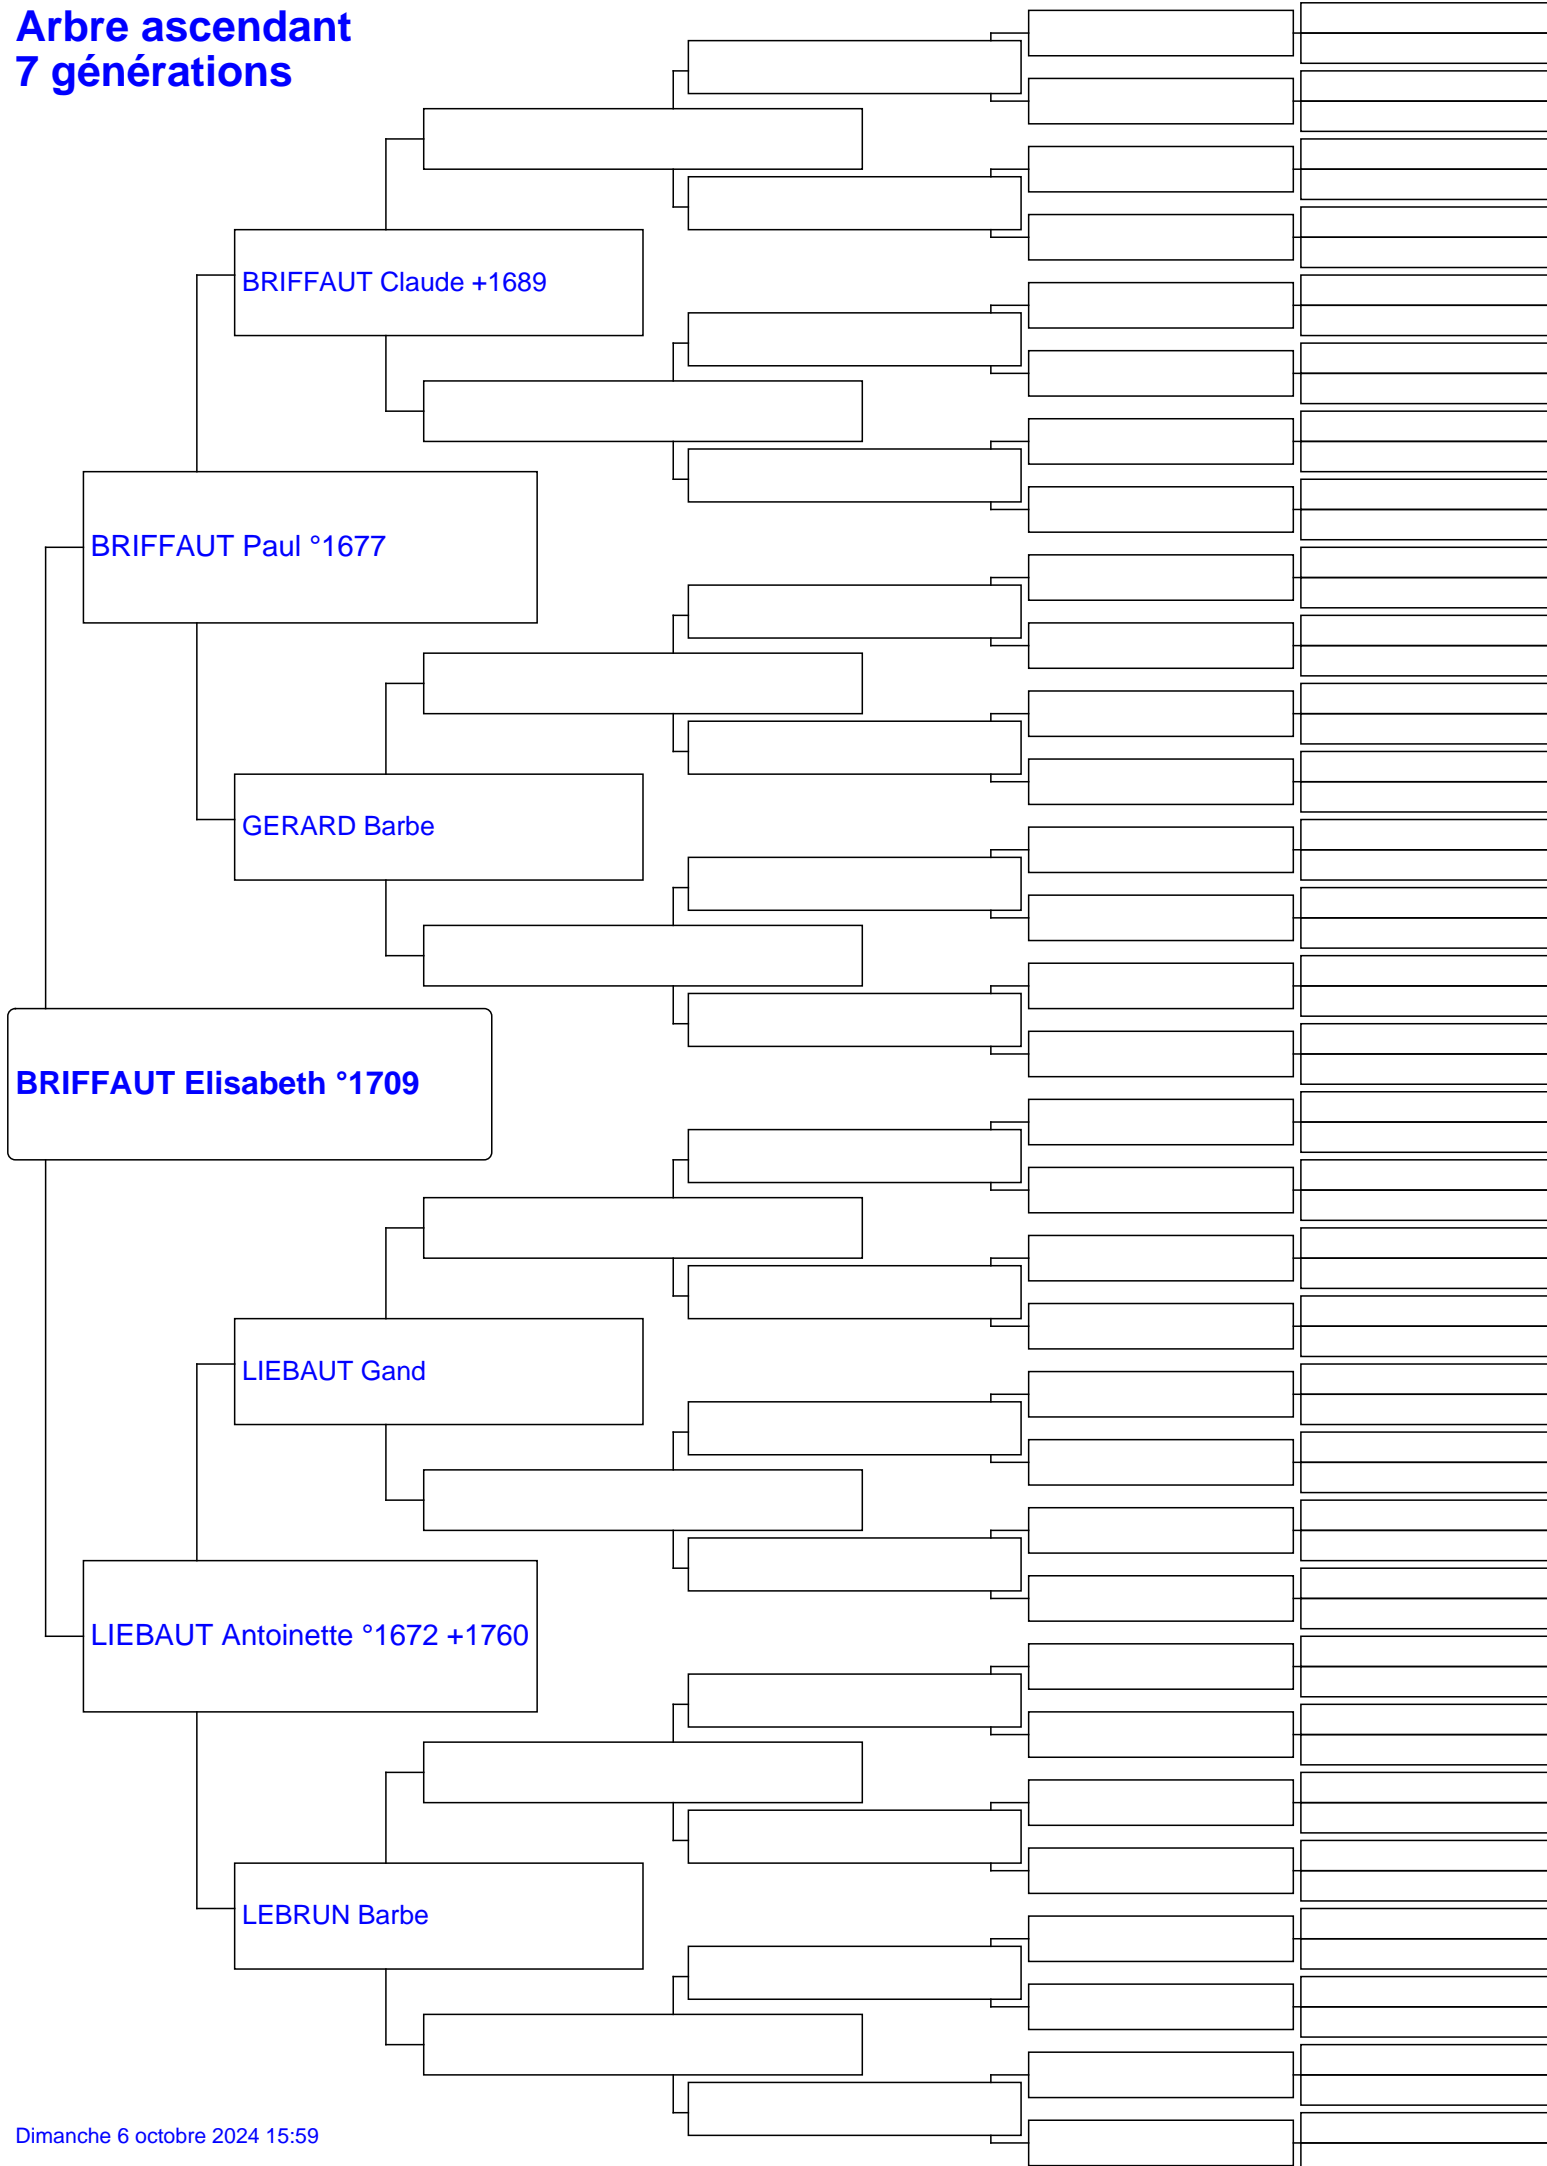 Arbre ascendant
7 générations
BRIFFAUT Claude +1689
BRIFFAUT Paul °1677
GERARD Barbe
BRIFFAUT Elisabeth °1709
LIEBAUT Gand
LIEBAUT Antoinette °1672 +1760
LEBRUN Barbe
Dimanche 6 octobre 2024 15:59